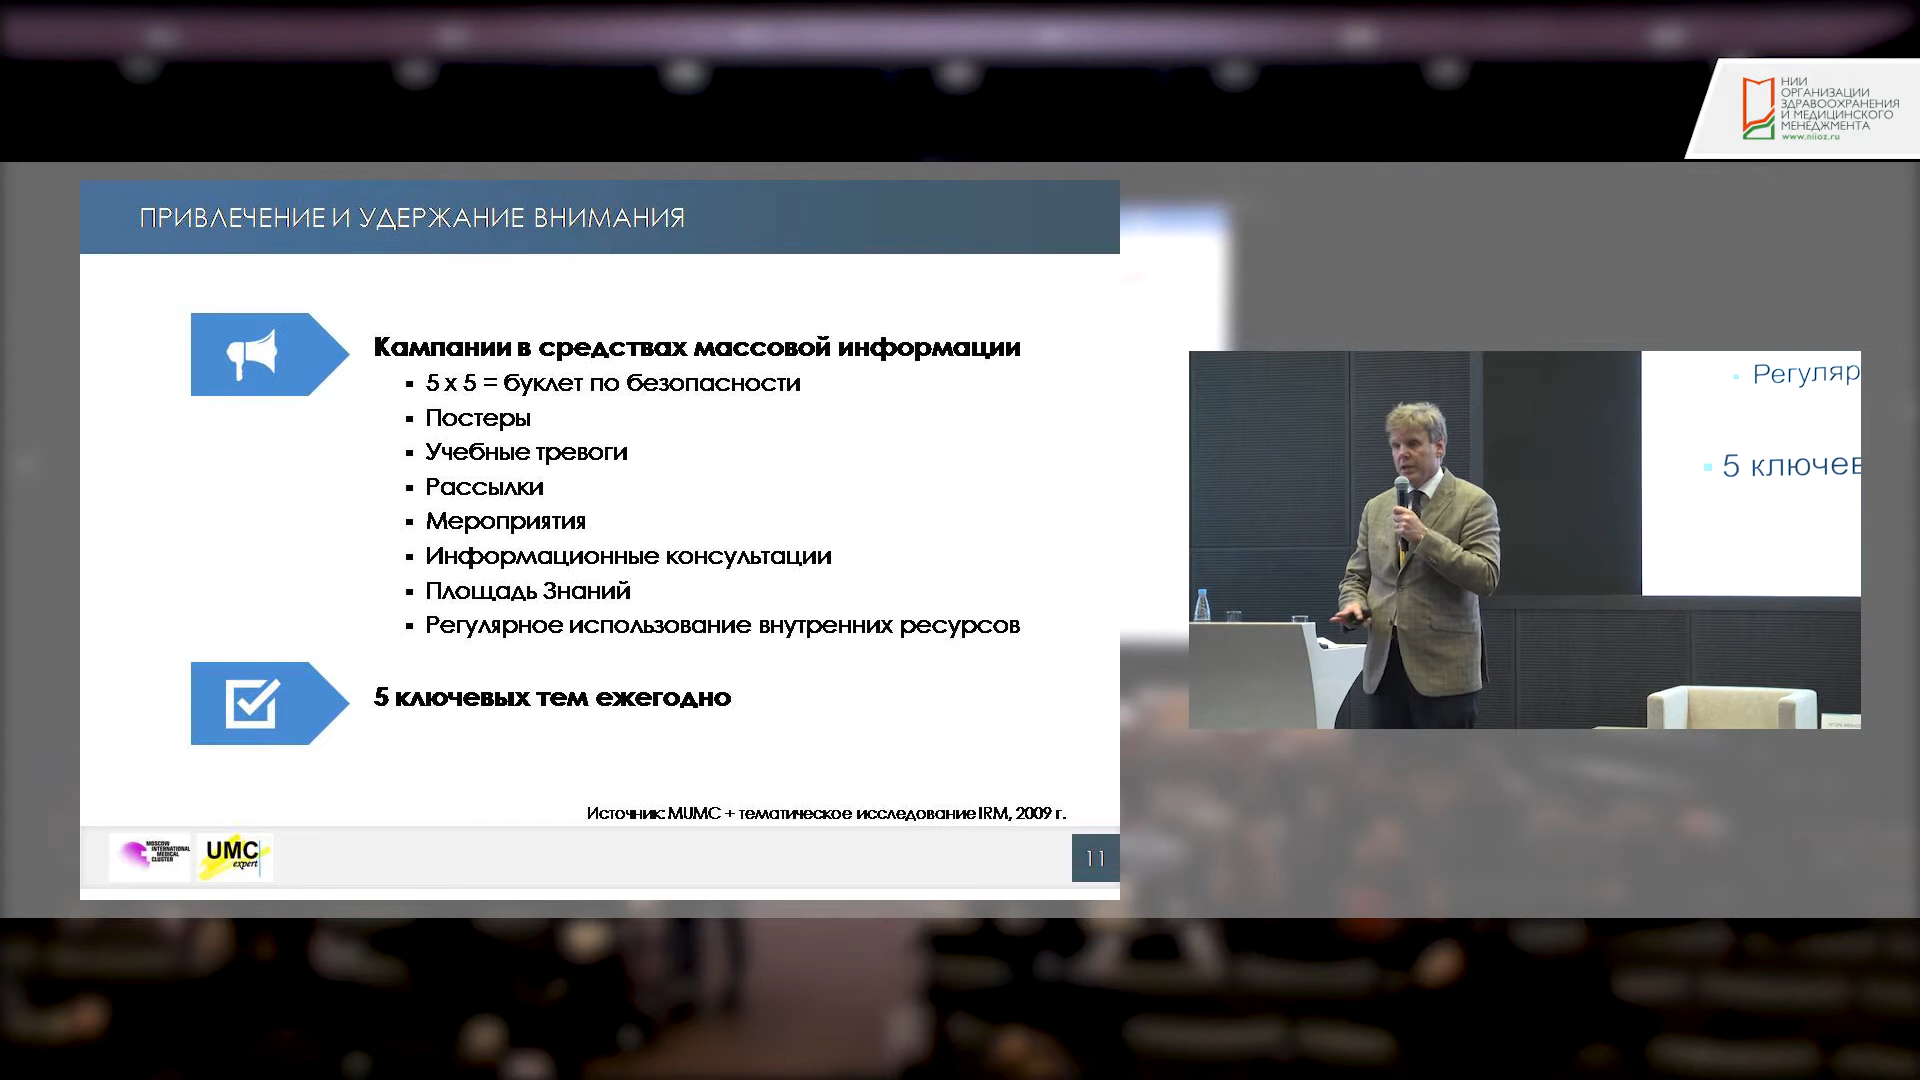 НИИ
ОРГАНИЗАЦИИ
ЗДРАВООХРАНЕНИЯ
И МЕДИЦИНСКОГО
МЕНЕДЖМЕНТА
www.niioz.ru
ПРИВЛЕЧЕНИЕ И УДЕРЖАНИЕ ВНИМАНИЯ
Кампании в средствах массовой информации
▪ 5 x 5 = буклет по безопасности
▪ Постеры
▪ Учебные тревоги
▪ Рассылки
▪ Мероприятия
▪ Информационные консультации
▪ Площадь Знаний
▪ Регулярное использование внутренних ресурсов
5 ключевых тем ежегодно
Источник: MUMC + тематическое исследование IRM, 2009 г.
MOSCOW
INTERNATIONAL
MEDICAL
CLUSTER
UMC
expert
11
Регуляр
5 ключев